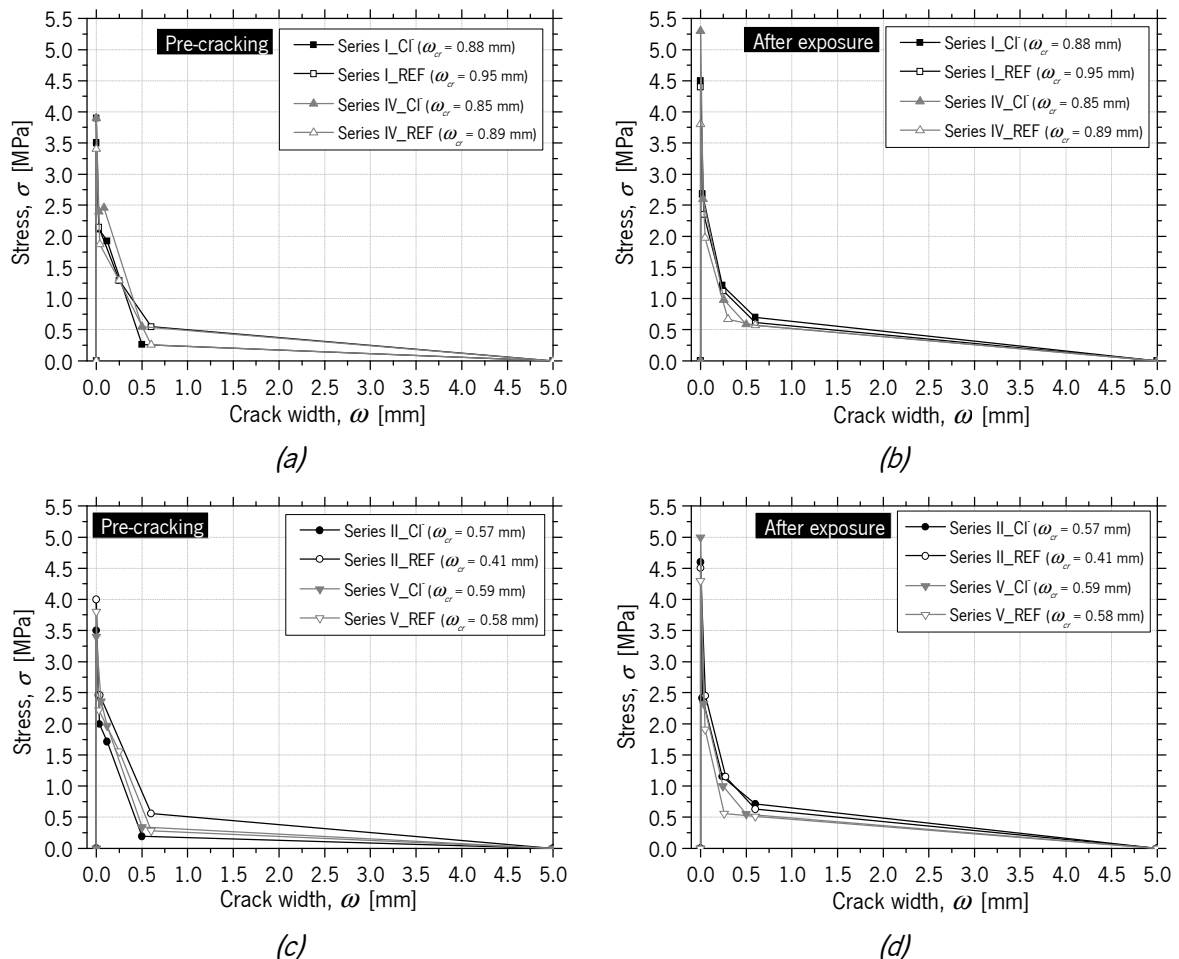 Pre-cracking
Series I_Cl⁻ (ω_cr = 0.88 mm)
Series I_REF (ω_cr = 0.95 mm)
Series IV_Cl⁻ (ω_cr = 0.85 mm)
Series IV_REF (ω_cr = 0.89 mm)
5.5
5.0
4.5
4.0
3.5
3.0
2.5
2.0
1.5
1.0
0.5
0.0
Stress, σ [MPa]
0.0 0.5 1.0 1.5 2.0 2.5 3.0 3.5 4.0 4.5 5.0
Crack width, ω [mm]
(a)
After exposure
Series I_Cl⁻ (ω_cr = 0.88 mm)
Series I_REF (ω_cr = 0.95 mm)
Series IV_Cl⁻ (ω_cr = 0.85 mm)
Series IV_REF (ω_cr = 0.89 mm)
5.5
5.0
4.5
4.0
3.5
3.0
2.5
2.0
1.5
1.0
0.5
0.0
Stress, σ [MPa]
0.0 0.5 1.0 1.5 2.0 2.5 3.0 3.5 4.0 4.5 5.0
Crack width, ω [mm]
(b)
Pre-cracking
Series II_Cl⁻ (ω_cr = 0.57 mm)
Series II_REF (ω_cr = 0.41 mm)
Series V_Cl⁻ (ω_cr = 0.59 mm)
Series V_REF (ω_cr = 0.58 mm)
5.5
5.0
4.5
4.0
3.5
3.0
2.5
2.0
1.5
1.0
0.5
0.0
Stress, σ [MPa]
0.0 0.5 1.0 1.5 2.0 2.5 3.0 3.5 4.0 4.5 5.0
Crack width, ω [mm]
(c)
After exposure
Series II_Cl⁻ (ω_cr = 0.57 mm)
Series II_REF (ω_cr = 0.41 mm)
Series V_Cl⁻ (ω_cr = 0.59 mm)
Series V_REF (ω_cr = 0.58 mm)
5.5
5.0
4.5
4.0
3.5
3.0
2.5
2.0
1.5
1.0
0.5
0.0
Stress, σ [MPa]
0.0 0.5 1.0 1.5 2.0 2.5 3.0 3.5 4.0 4.5 5.0
Crack width, ω [mm]
(d)